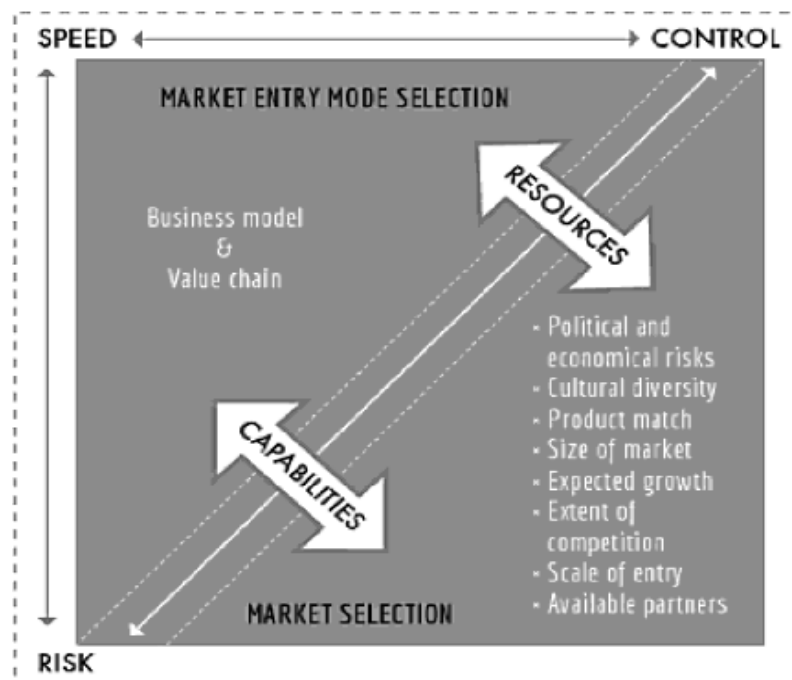 SPEED
CONTROL
MARKET ENTRY MODE SELECTION
RESOURCES
Business model
&
Value chain
- Political and
economical risks
- Cultural diversity
- Product match
- Size of market
- Expected growth
- Extent of
competition
- Scale of entry
- Available partners
CAPABILITIES
MARKET SELECTION
RISK